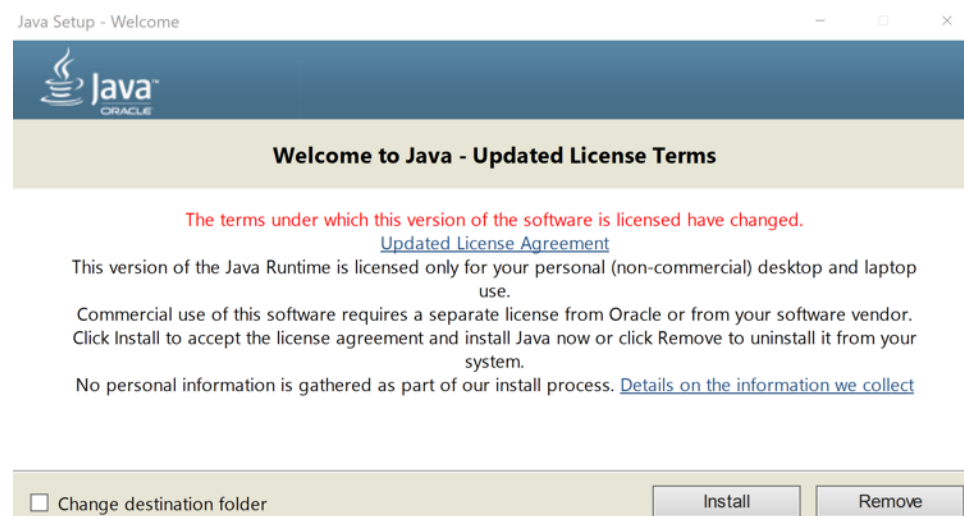 Java Setup - Welcome
Java™
ORACLE
Welcome to Java - Updated License Terms
The terms under which this version of the software is licensed have changed.
Updated License Agreement
This version of the Java Runtime is licensed only for your personal (non-commercial) desktop and laptop
use.
Commercial use of this software requires a separate license from Oracle or from your software vendor.
Click Install to accept the license agreement and install Java now or click Remove to uninstall it from your
system.
No personal information is gathered as part of our install process. Details on the information we collect
Change destination folder
Install
Remove